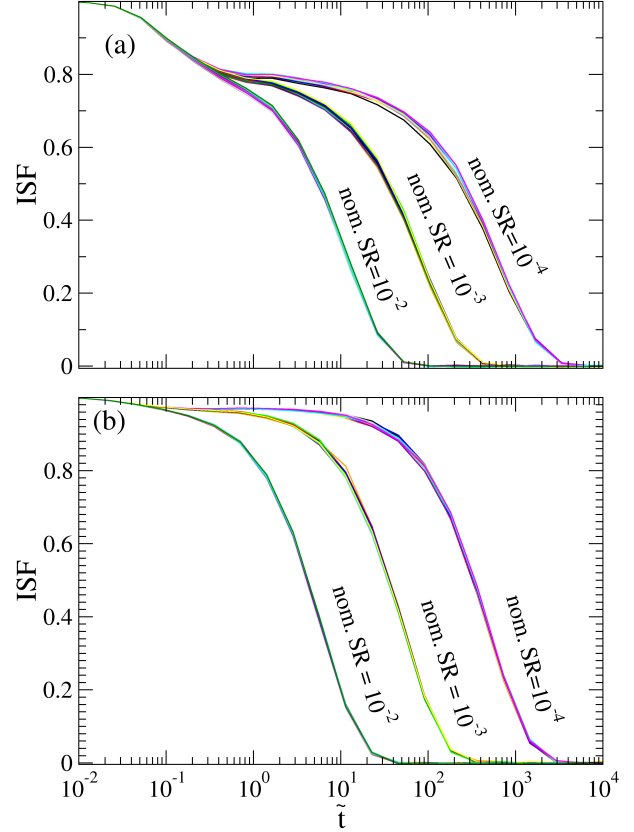 (a)
1
0.8
0.6
0.4
0.2
0
ISF
nom. SR=10⁻²
nom. SR = 10⁻³
nom. SR=10⁻⁴
(b)
0.8
0.6
0.4
0.2
0
ISF
nom. SR = 10⁻²
nom. SR = 10⁻³
nom. SR=10⁻⁴
10⁻² 10⁻¹ 10⁰ 10¹ 10² 10³ 10⁴
t̃